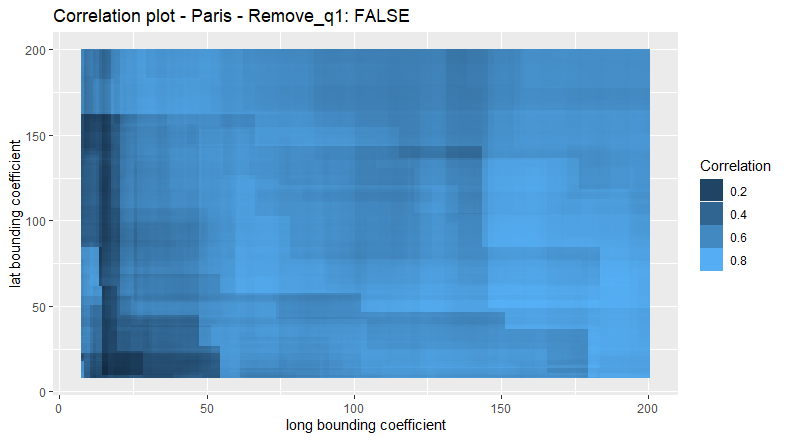 Correlation plot - Paris - Remove_q1: FALSE
200
150
100
50
0
lat bounding coefficient
0 50 100 150 200
long bounding coefficient
Correlation
0.2
0.4
0.6
0.8